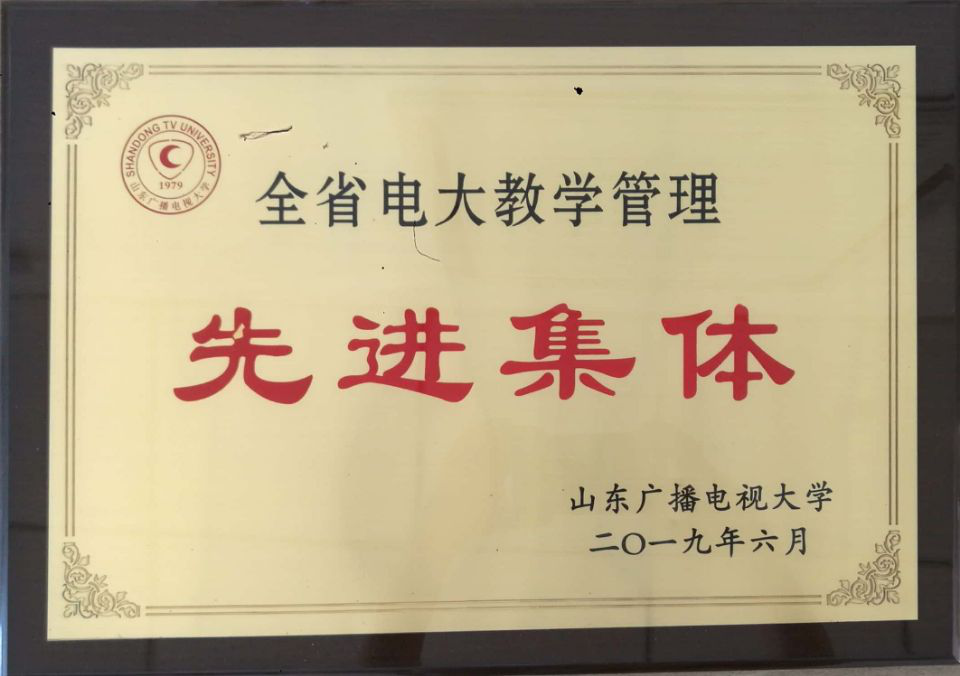 SHANDONG TV UNIVERSITY
1979
山东广播电视大学
全省电大教学管理
先进集体
山东广播电视大学
二〇一九年六月